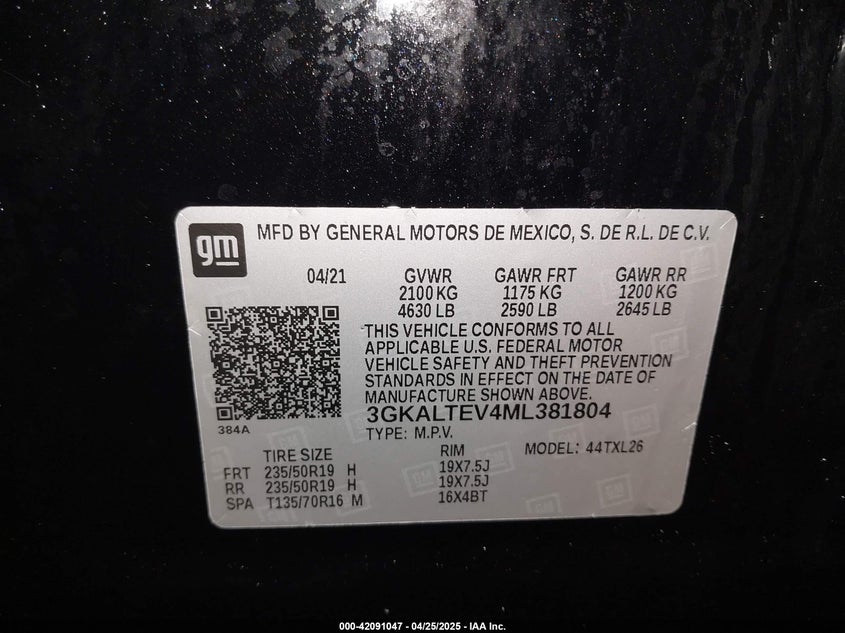 gm MFD BY GENERAL MOTORS DE MEXICO, S. DE R.L. DE C.V.
04/21 GVWR GAWR FRT GAWR RR
2100 KG 1175 KG 1200 KG
4630 LB 2590 LB 2645 LB
THIS VEHICLE CONFORMS TO ALL
APPLICABLE U.S. FEDERAL MOTOR
VEHICLE SAFETY AND THEFT PREVENTION
STANDARDS IN EFFECT ON THE DATE OF
MANUFACTURE SHOWN ABOVE.
3GKALTEV4ML381804
384A
TYPE: M.P.V. MODEL: 44TXL26
TIRE SIZE RIM
FRT 235/50R19 H 19X7.5J
RR 235/50R19 H 19X7.5J
SPA T135/70R16 M 16X4BT
000-42091047 - 04/25/2025 - IAA Inc.